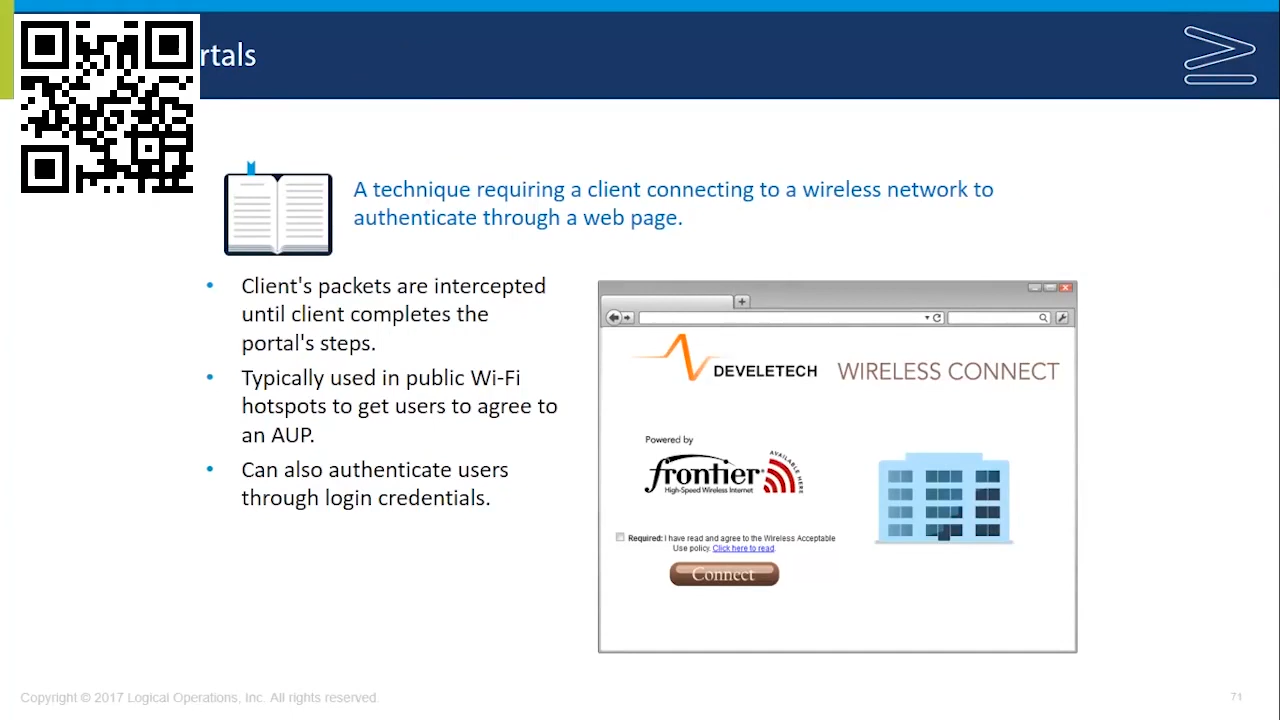 rtals
A technique requiring a client connecting to a wireless network to
authenticate through a web page.
• Client's packets are intercepted
until client completes the
portal's steps.
• Typically used in public Wi-Fi
hotspots to get users to agree to
an AUP.
• Can also authenticate users
through login credentials.
DEVELETECH WIRELESS CONNECT
Powered by
frontier®
High-Speed Wireless Internet
AVAILABLE HERE
Required: I have read and agree to the Wireless Acceptable
Use policy. Click here to read.
Connect
Copyright © 2017 Logical Operations, Inc. All rights reserved.
71